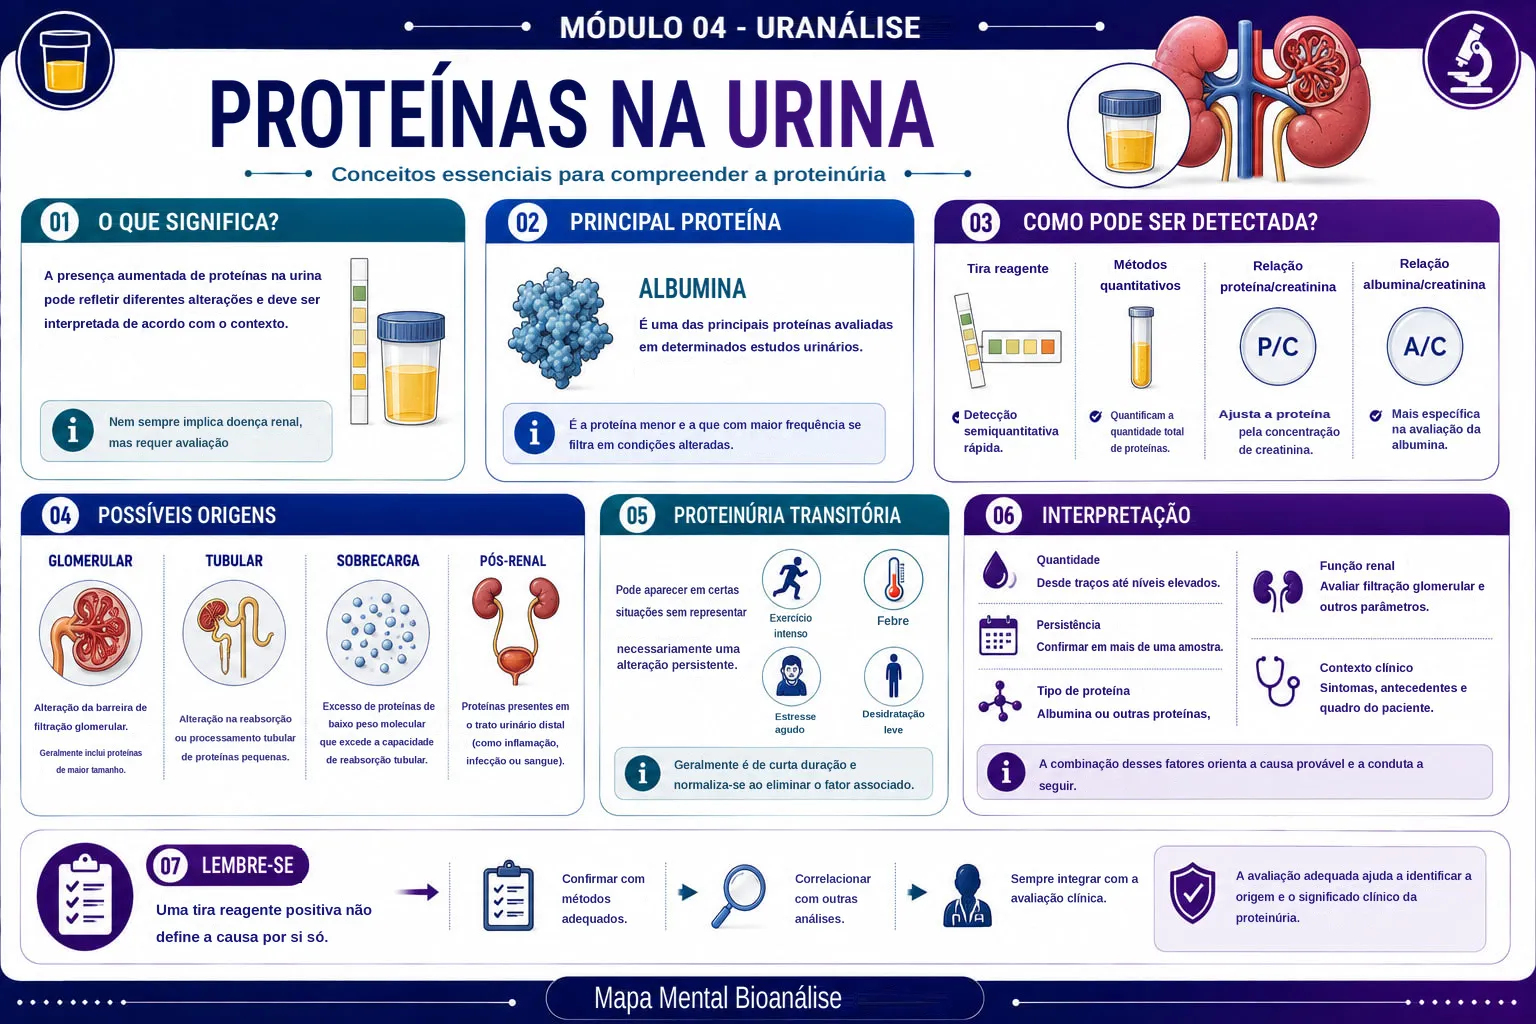 MÓDULO 04 - URANÁLISE
PROTEÍNAS NA URINA
Conceitos essenciais para compreender a proteinúria
01 O QUE SIGNIFICA?
A presença aumentada de proteínas na urina
pode refletir diferentes alterações e deve ser
interpretada de acordo com o contexto.
i
Nem sempre implica doença renal,
mas requer avaliação
02 PRINCIPAL PROTEÍNA
ALBUMINA
É uma das principais proteínas avaliadas
em determinados estudos urinários.
i
É a proteína menor e a que com maior frequência se
filtra em condições alteradas.
03 COMO PODE SER DETECTADA?
Tira reagente
Detecção
semiquantitativa
rápida.
Métodos
quantitativos
Quantificam a
quantidade total
de proteínas.
Relação
proteína/creatinina
P/C
Ajusta a proteína
pela concentração
de creatinina.
Relação
albumina/creatinina
A/C
Mais específica
na avaliação da
albumina.
04 POSSÍVEIS ORIGENS
GLOMERULAR
Alteração da barreira de
filtração glomerular.
Geralmente inclui proteínas
de maior tamanho.
TUBULAR
Alteração na reabsorção
ou processamento tubular
de proteínas pequenas.
SOBRECARGA
Excesso de proteínas de
baixo peso molecular
que excede a capacidade
de reabsorção tubular.
PÓS-RENAL
Proteínas presentes em
o trato urinário distal
(como inflamação,
infecção ou sangue).
05 PROTEINÚRIA TRANSITÓRIA
Pode aparecer em certas
situações sem representar
necessariamente uma
alteração persistente.
Exercício
intenso
Febre
Estresse
agudo
Desidratação
leve
i
Geralmente é de curta duração e
normaliza-se ao eliminar o fator associado.
06 INTERPRETAÇÃO
Quantidade
Desde traços até níveis elevados.
Persistência
Confirmar em mais de uma amostra.
Tipo de proteína
Albumina ou outras proteínas,
Função renal
Avaliar filtração glomerular e
outros parâmetros.
Contexto clínico
Sintomas, antecedentes e
quadro do paciente.
i
A combinação desses fatores orienta a causa provável e a conduta a
seguir.
07 LEMBRE-SE
Uma tira reagente positiva não
define a causa por si só.
Confirmar com
métodos
adequados.
Correlacionar
com outras
análises.
Sempre integrar com a
avaliação clínica.
A avaliação adequada ajuda a identificar a
origem e o significado clínico da
proteinúria.
Mapa Mental Bioanálise